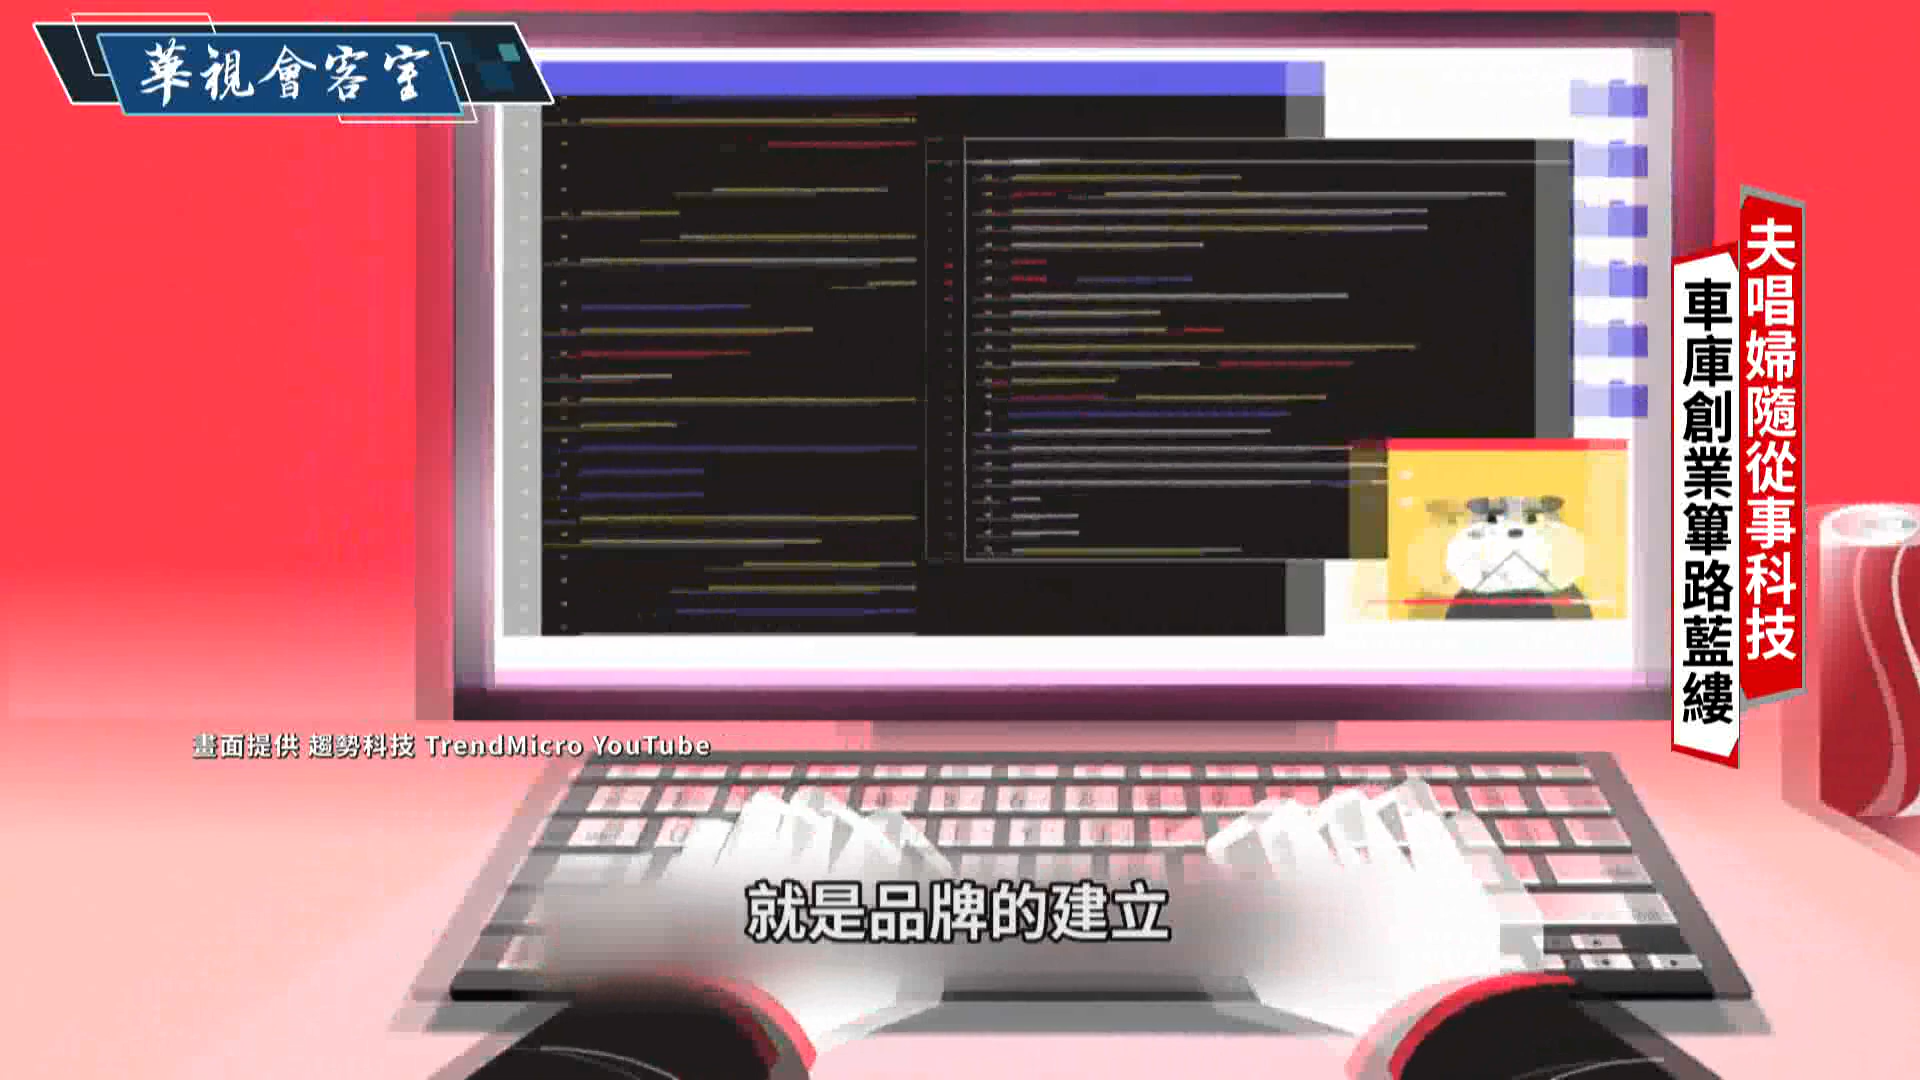 華視會客室
夫唱婦隨從事科技
車庫創業篳路藍縷
畫面提供 趨勢科技 TrendMicro YouTube
就是品牌的建立